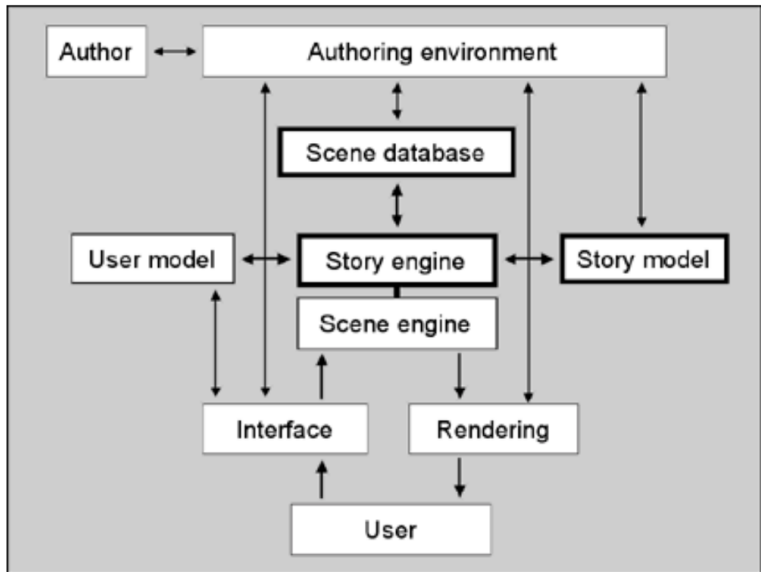 Author
Authoring environment
Scene database
User model
Story engine
Story model
Scene engine
Interface
Rendering
User